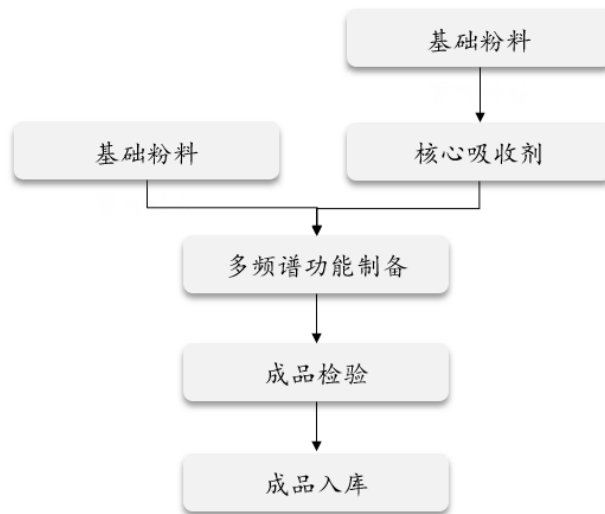 基础粉料
基础粉料
核心吸收剂
多频谱功能制备
成品检验
成品入库